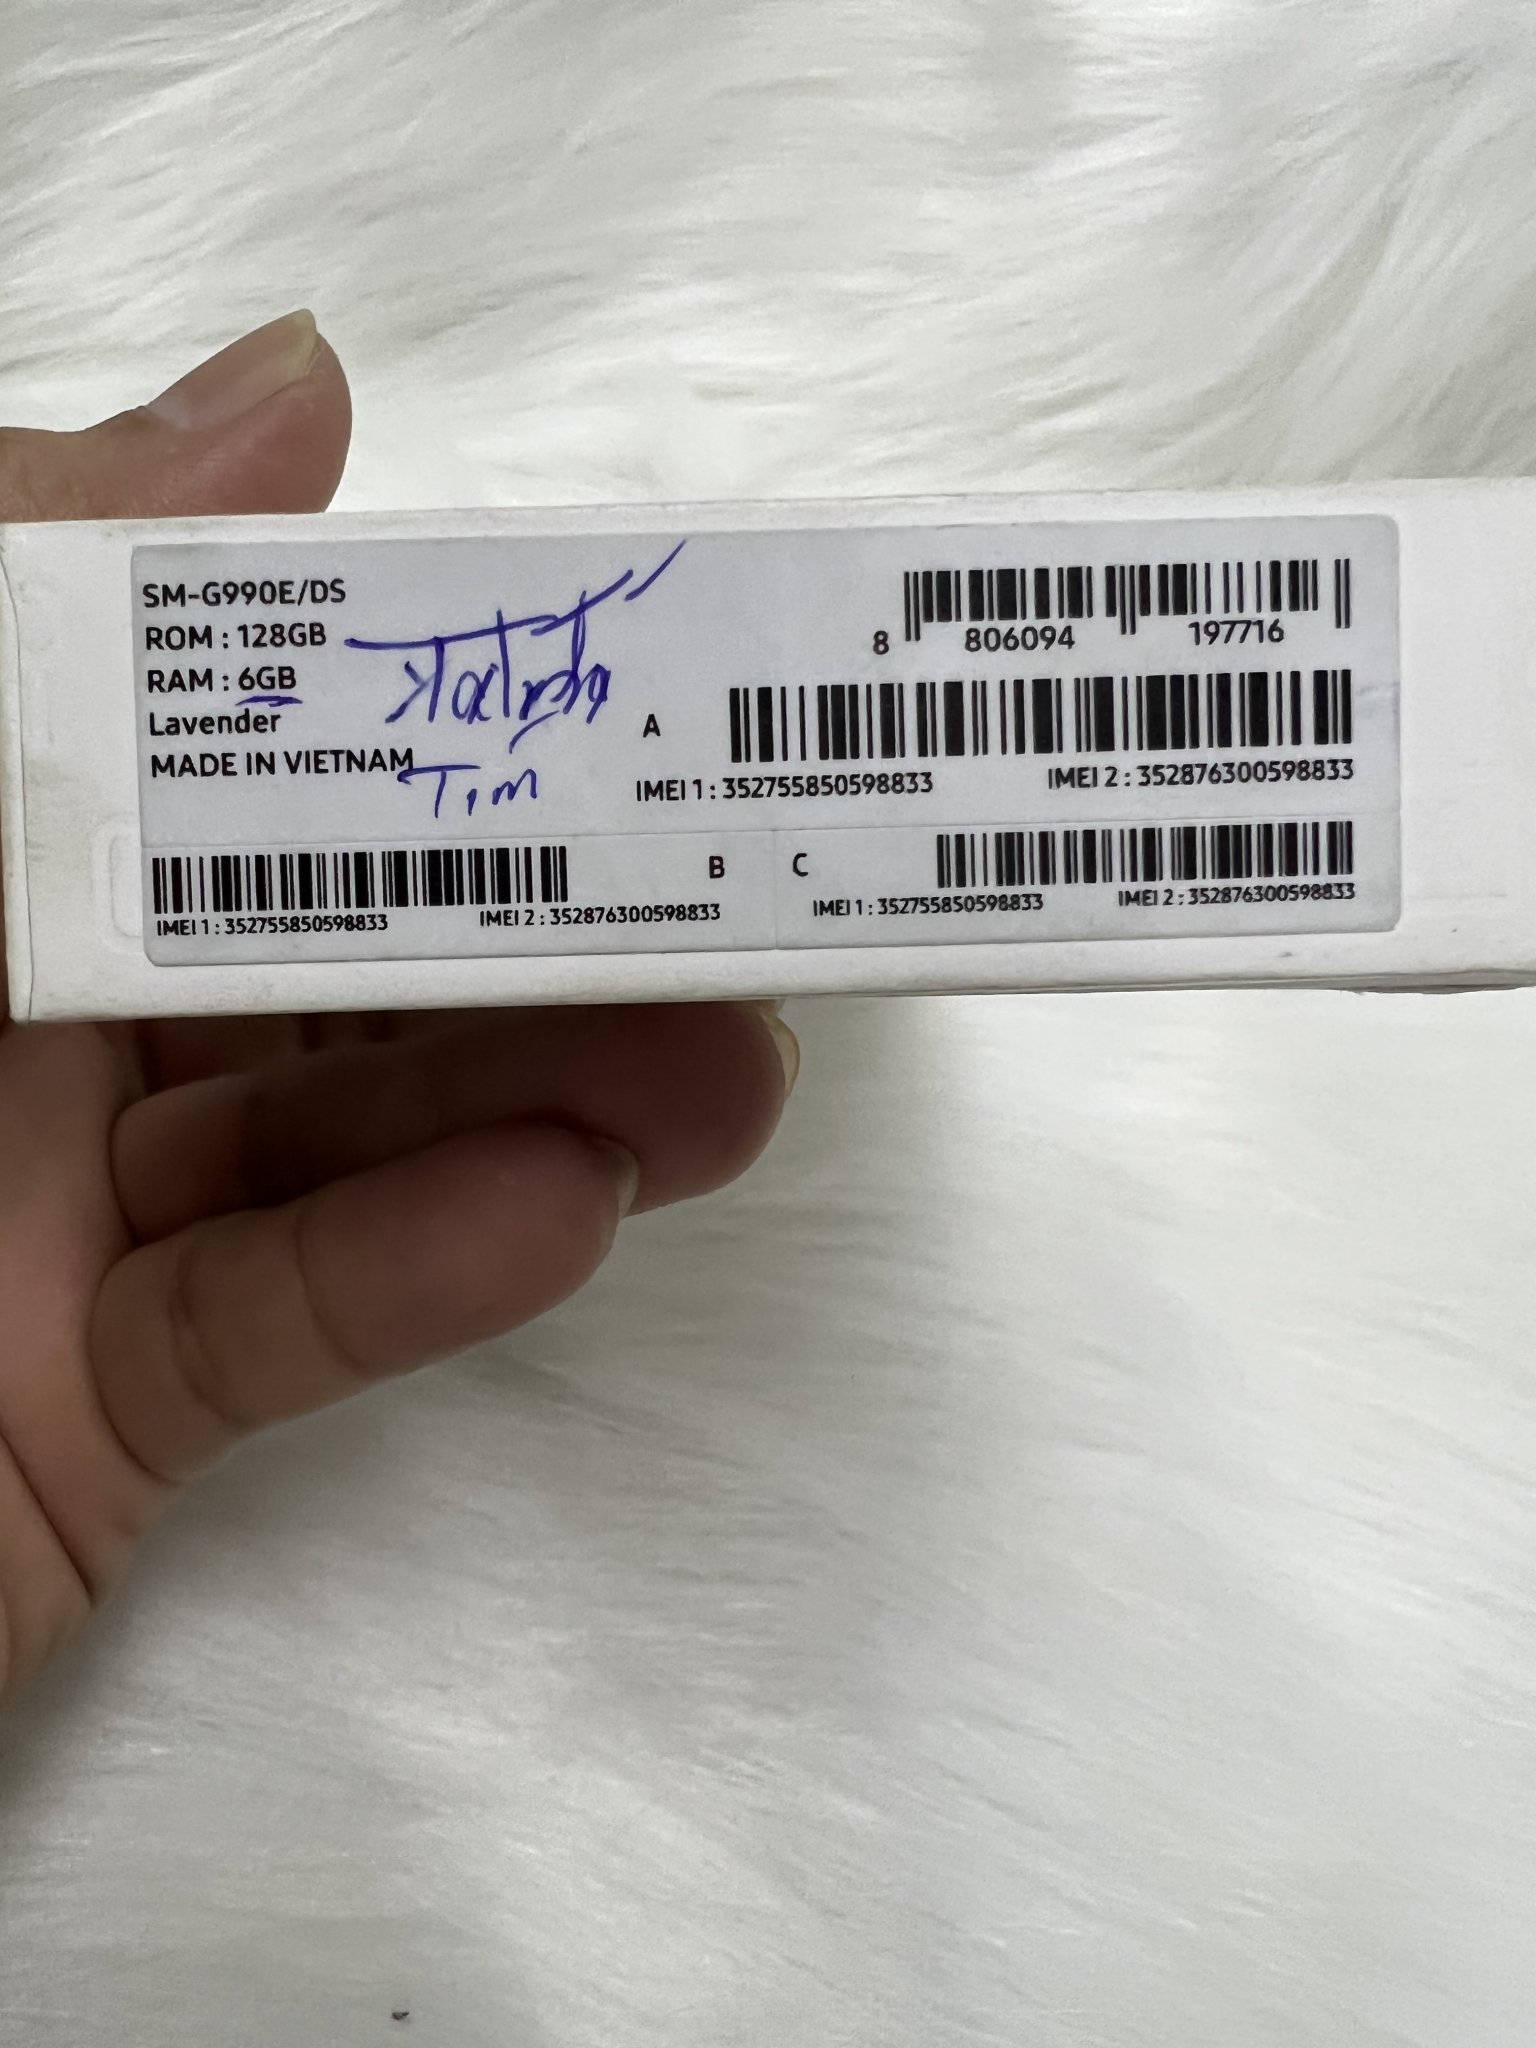 SM-G990E/DS
ROM : 128GB
RAM : 6GB
Lavender
MADE IN VIETNAM
Tím
8 806094 197716
A
IMEI 1 : 352755850598833 IMEI 2 : 352876300598833
B
IMEI 1 : 352755850598833 IMEI 2 : 352876300598833
C
IMEI 1 : 352755850598833 IMEI 2 : 352876300598833